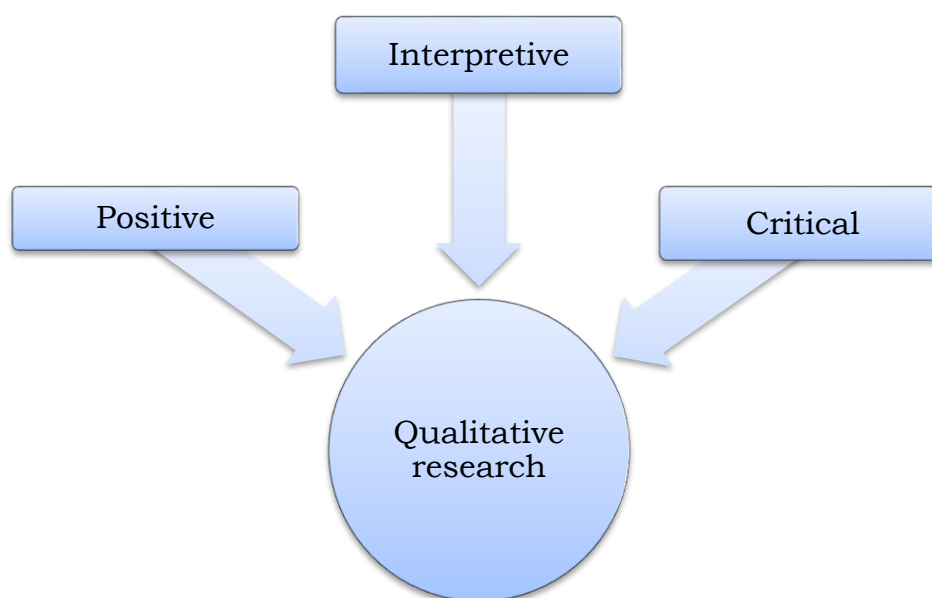 Interpretive
Positive
Critical
Qualitative
research